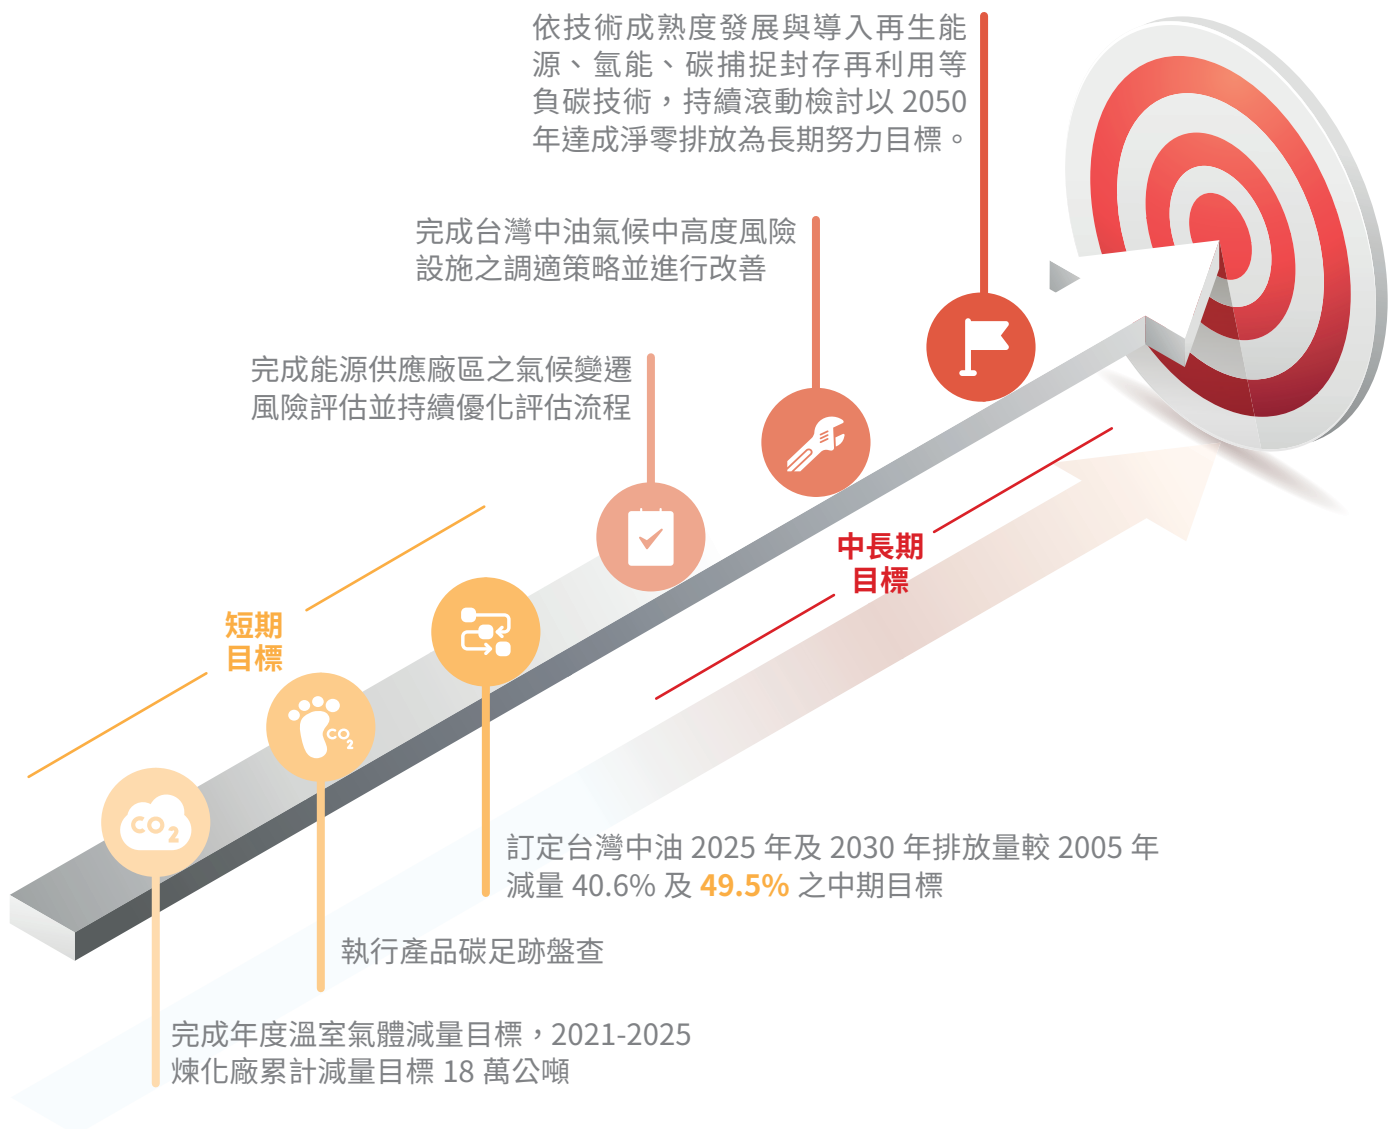 依技術成熟度發展與導入再生能
源、氫能、碳捕捉封存再利用等
負碳技術，持續滾動檢討以 2050
年達成淨零排放為長期努力目標。
完成台灣中油氣候中高度風險
設施之調適策略並進行改善
完成能源供應廠區之氣候變遷
風險評估並持續優化評估流程
中長期
目標
短期
目標
CO2
CO2
訂定台灣中油 2025 年及 2030 年排放量較 2005 年
減量 40.6% 及 49.5% 之中期目標
執行產品碳足跡盤查
完成年度溫室氣體減量目標，2021-2025
煉化廠累計減量目標 18 萬公噸